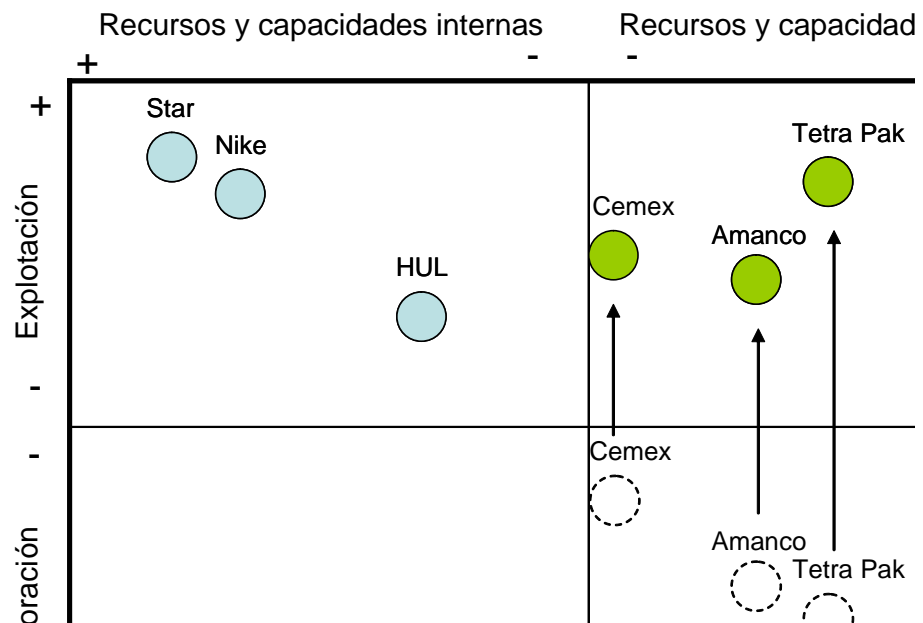 Recursos y capacidades internas
Recursos y capacidad
+
-
-
+
Star
Nike
Tetra Pak
Cemex
Amanco
HUL
Explotación
-
-
Cemex
Amanco
Tetra Pak
oración